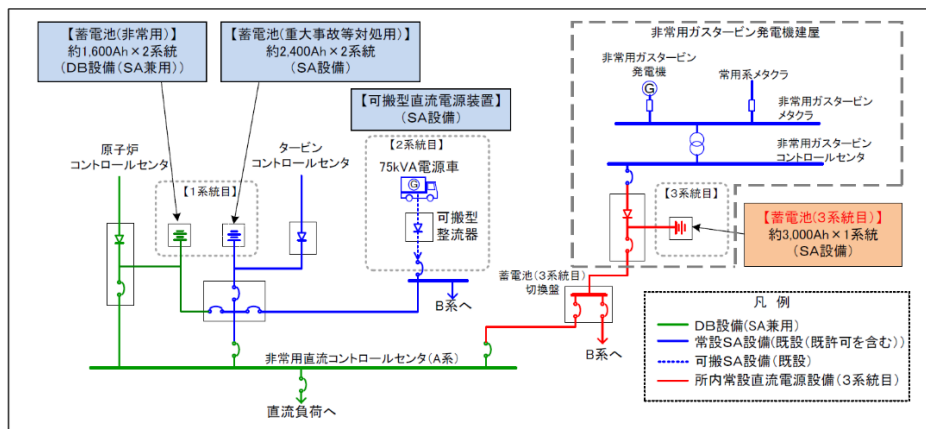 【蓄電池(非常用)】
約1,600Ah×2系統
(DB設備(SA兼用))
【蓄電池(重大事故等対処用)】
約2,400Ah×2系統
(SA設備)
【可搬型直流電源装置】
(SA設備)
非常用ガスタービン発電機建屋
非常用ガスタービン
発電機
常用系メタクラ
G
非常用ガスタービン
メタクラ
非常用ガスタービン
コントロールセンタ
原子炉
コントロールセンタ
タービン
コントロールセンタ
【1系統目】
【2系統目】
75kVA電源車
G
可搬型
整流器
【3系統目】
【蓄電池(3系統目)】
約3,000Ah×1系統
(SA設備)
蓄電池(3系統目)
切換盤
B系へ
B系へ
非常用直流コントロールセンタ(A系)
直流負荷へ
凡 例
DB設備(SA兼用)
常設SA設備(既設(既許可を含む))
可搬SA設備(既設)
所内常設直流電源設備(3系統目)